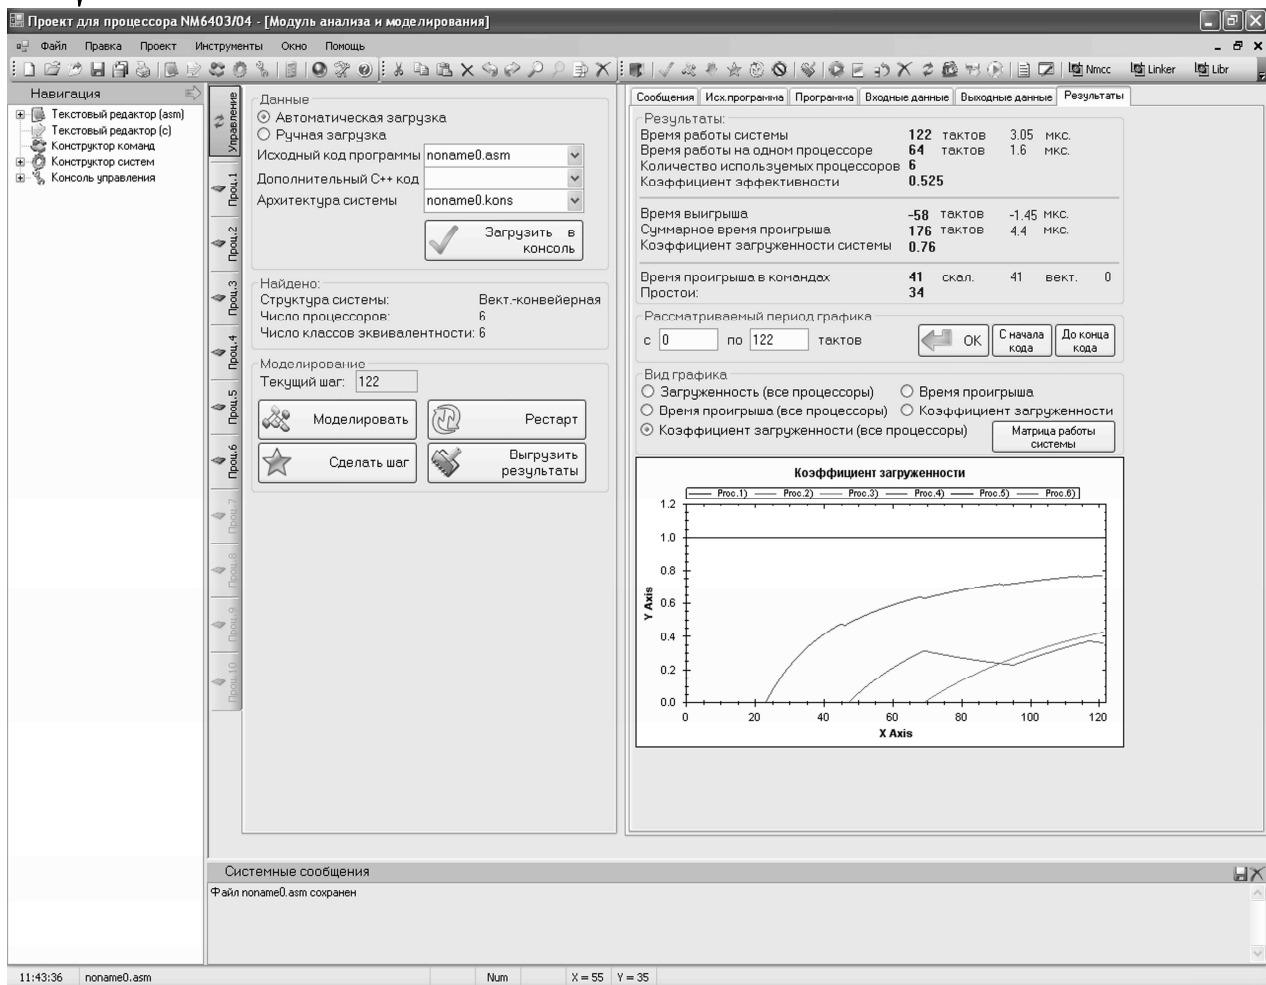 Проект для процессора NM6403/04 - [Модуль анализа и моделирования]
Файл Правка Проект Инструменты Окно Помощь
Nmcc Linker Libr
Навигация
Текстовый редактор (asm)
Текстовый редактор (c)
Конструктор команд
Конструктор систем
Консоль управления
Управление
Проц.1
Проц.2
Проц.3
Проц.4
Проц.5
Проц.6
Проц.7
Проц.8
Проц.9
Проц.10
Данные
Автоматическая загрузка
Ручная загрузка
Исходный код программы noname0.asm
Дополнительный С++ код
Архитектура системы noname0.kons
Загрузить в
консоль
Найдено:
Структура системы: Вект.-конвейерная
Число процессоров: 6
Число классов эквивалентности: 6
Моделирование
Текущий шаг: 122
Моделировать Рестарт
Сделать шаг Выгрузить
результаты
Сообщения Исх.программа Программа Входные данные Выходные данные Результаты
Результаты:
Время работы системы 122 тактов 3.05 мкс.
Время работы на одном процессоре 64 тактов 1.6 мкс.
Количество используемых процессоров 6
Коэффициент эффективности 0.525
Время выигрыша -58 тактов -1.45 мкс.
Суммарное время проигрыша 176 тактов 4.4 мкс.
Коэффициент загруженности системы 0.76
Время проигрыша в командах 41 скал. 41 вект. 0
Простои: 34
Рассматриваемый период графика
с 0 по 122 тактов OK С начала
кода До конца
кода
Вид графика
Загруженность (все процессоры) Время проигрыша
Время проигрыша (все процессоры) Коэффициент загруженности
Коэффициент загруженности (все процессоры) Матрица работы
системы
Коэффициент загруженности
Proc.1) Proc.2) Proc.3) Proc.4) Proc.5) Proc.6)
1.2
1.0
0.8
0.6
0.4
0.2
0.0
Y Axis
0 20 40 60 80 100 120
X Axis
Системные сообщения
Файл noname0.asm сохранен
11:43:36 noname0.asm Num X = 55 Y = 35